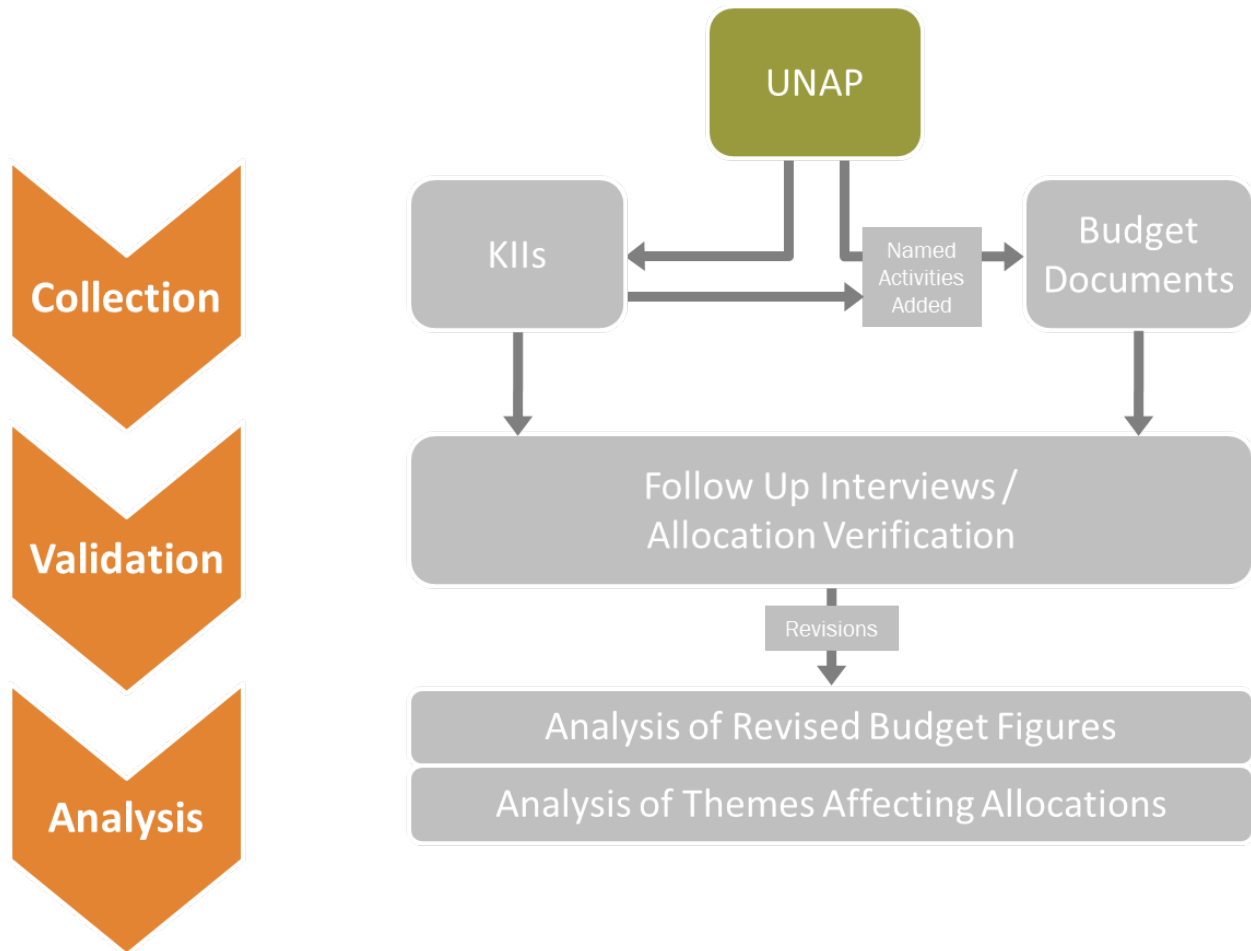 UNAP
KIIs
Named
Activities
Added
Budget
Documents
Collection
Follow Up Interviews /
Allocation Verification
Validation
Revisions
Analysis of Revised Budget Figures
Analysis of Themes Affecting Allocations
Analysis